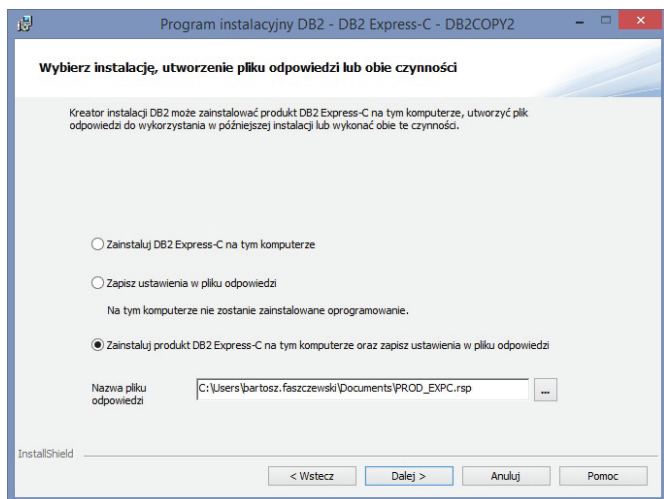 Program instalacyjny DB2 - DB2 Express-C - DB2COPY2
Wybierz instalację, utworzenie pliku odpowiedzi lub obie czynności
Kreator instalacji DB2 może zainstalować produkt DB2 Express-C na tym komputerze, utworzyć plik
odpowiedzi do wykorzystania w późniejszej instalacji lub wykonać obie te czynności.
Zainstaluj DB2 Express-C na tym komputerze
Zapisz ustawienia w pliku odpowiedzi
Na tym komputerze nie zostanie zainstalowane oprogramowanie.
Zainstaluj produkt DB2 Express-C na tym komputerze oraz zapisz ustawienia w pliku odpowiedzi
Nazwa pliku
odpowiedzi
C:\Users\bartosz.faszczewski\Documents\PROD_EXPC.rsp
...
InstallShield
< Wstecz
Dalej >
Anuluj
Pomoc